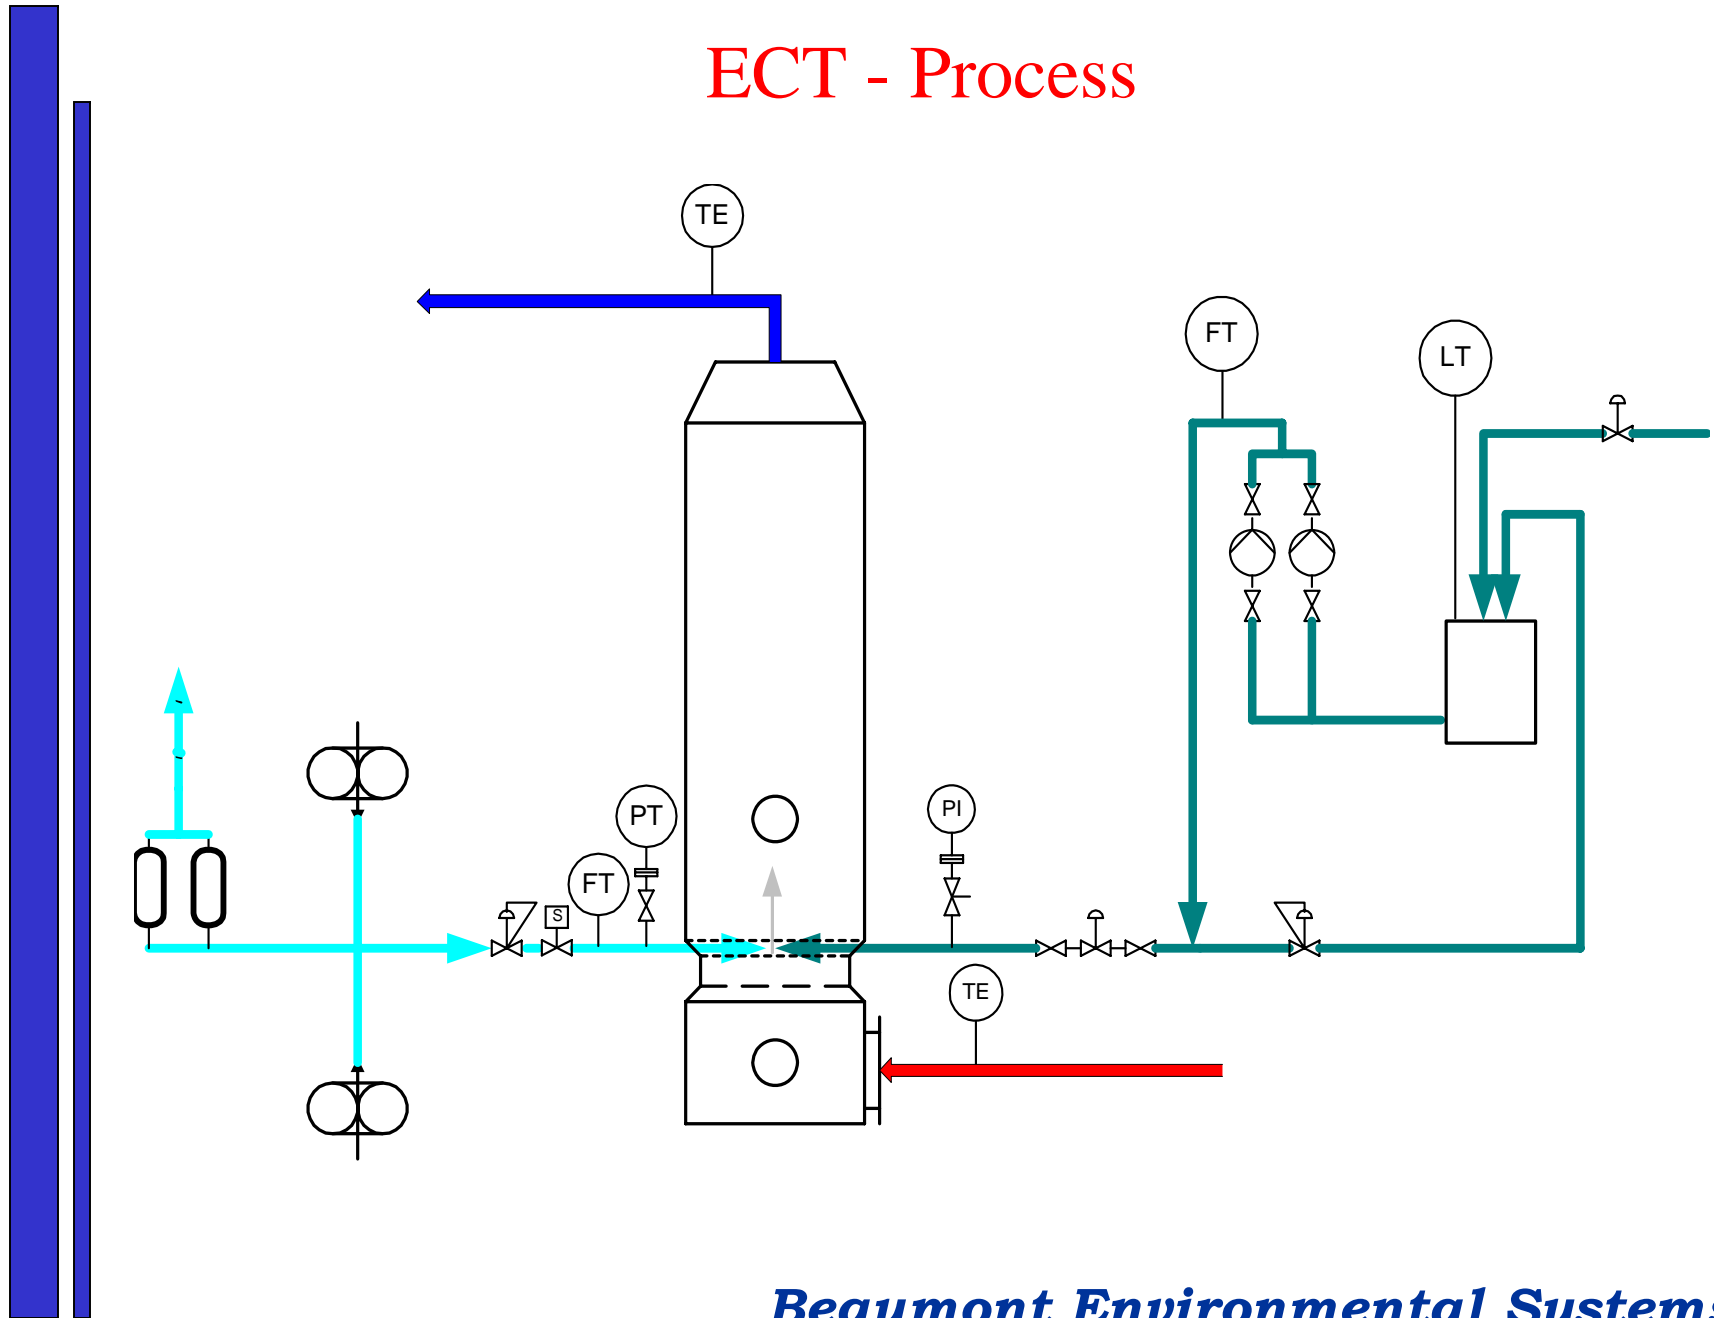 ECT - Process
TE
FT
LT
PT
PI
FT
S
TE
Beaumont Environmental Systems